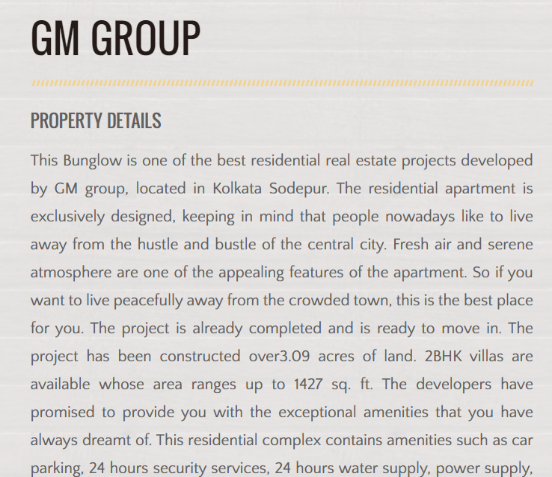 GM GROUP
PROPERTY DETAILS
This Bunglow is one of the best residential real estate projects developed
by GM group, located in Kolkata Sodepur. The residential apartment is
exclusively designed, keeping in mind that people nowadays like to live
away from the hustle and bustle of the central city. Fresh air and serene
atmosphere are one of the appealing features of the apartment. So if you
want to live peacefully away from the crowded town, this is the best place
for you. The project is already completed and is ready to move in. The
project has been constructed over3.09 acres of land. 2BHK villas are
available whose area ranges up to 1427 sq. ft. The developers have
promised to provide you with the exceptional amenities that you have
always dreamt of. This residential complex contains amenities such as car
parking, 24 hours security services, 24 hours water supply, power supply,